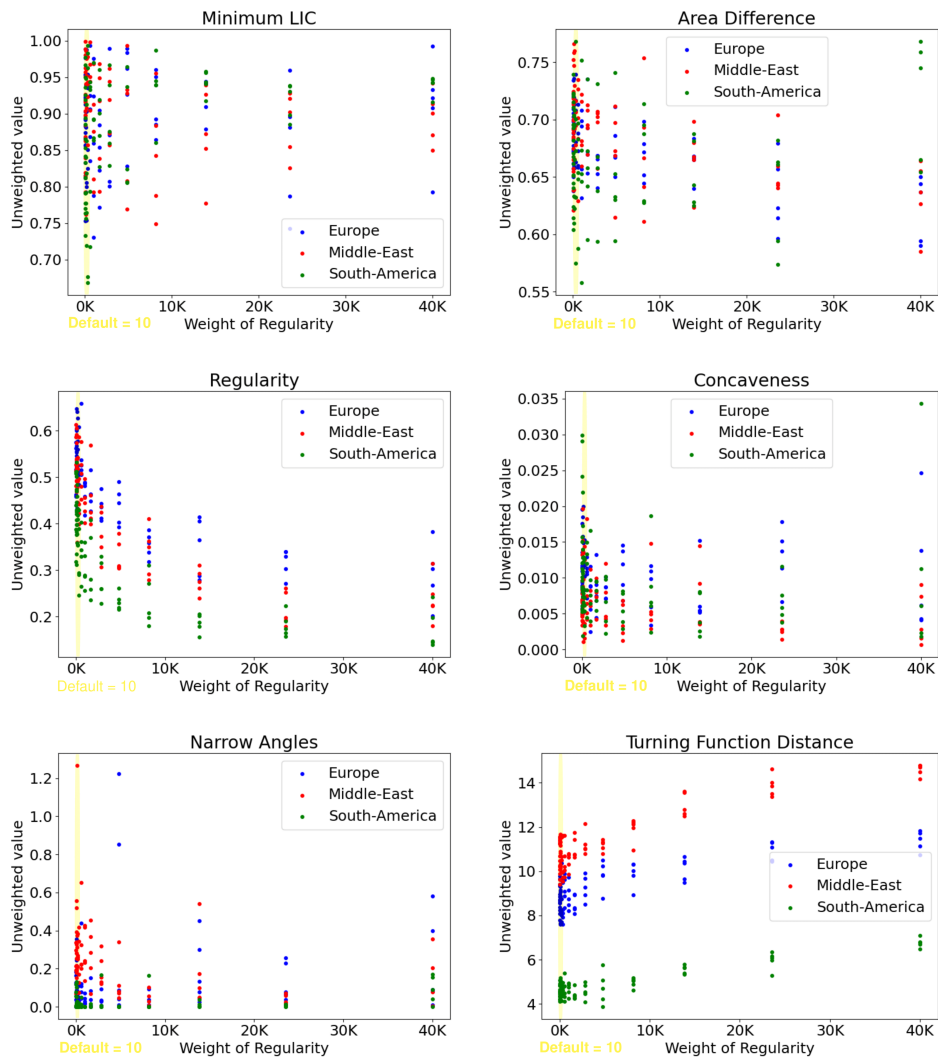 Minimum LIC
Unweighted value
1.00
0.95
0.90
0.85
0.80
0.75
0.70
Europe
Middle-East
South-America
0K 10K 20K 30K 40K
Default = 10 Weight of Regularity
Area Difference
Unweighted value
0.75
0.70
0.65
0.60
0.55
Europe
Middle-East
South-America
0K 10K 20K 30K 40K
Default = 10 Weight of Regularity
Regularity
Unweighted value
0.6
0.5
0.4
0.3
0.2
Europe
Middle-East
South-America
0K 10K 20K 30K 40K
Default = 10 Weight of Regularity
Concaveness
Unweighted value
0.035
0.030
0.025
0.020
0.015
0.010
0.005
0.000
Europe
Middle-East
South-America
0K 10K 20K 30K 40K
Default = 10 Weight of Regularity
Narrow Angles
Unweighted value
1.2
1.0
0.8
0.6
0.4
0.2
0.0
Europe
Middle-East
South-America
0K 10K 20K 30K 40K
Default = 10 Weight of Regularity
Turning Function Distance
Unweighted value
14
12
10
8
6
4
Europe
Middle-East
South-America
0K 10K 20K 30K 40K
Default = 10 Weight of Regularity